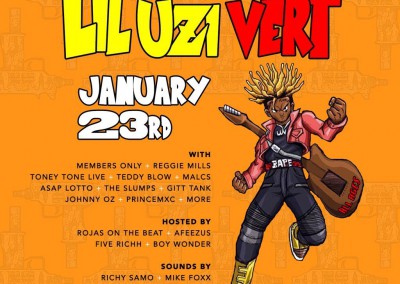 LIL UZI VERT
JANUARY
23RD
WITH
MEMBERS ONLY + REGGIE MILLS
TONEY TONE LIVE + TEDDY BLOW + MALCS
ASAP LOTTO + THE SLUMPS + GITT TANK
JOHNNY OZ + PRINCEMXC + MORE
HOSTED BY
ROJAS ON THE BEAT + AFEEZUS
FIVE RICHH + BOY WONDER
SOUNDS BY
RICHY SAMO + MIKE FOXX
BAPE